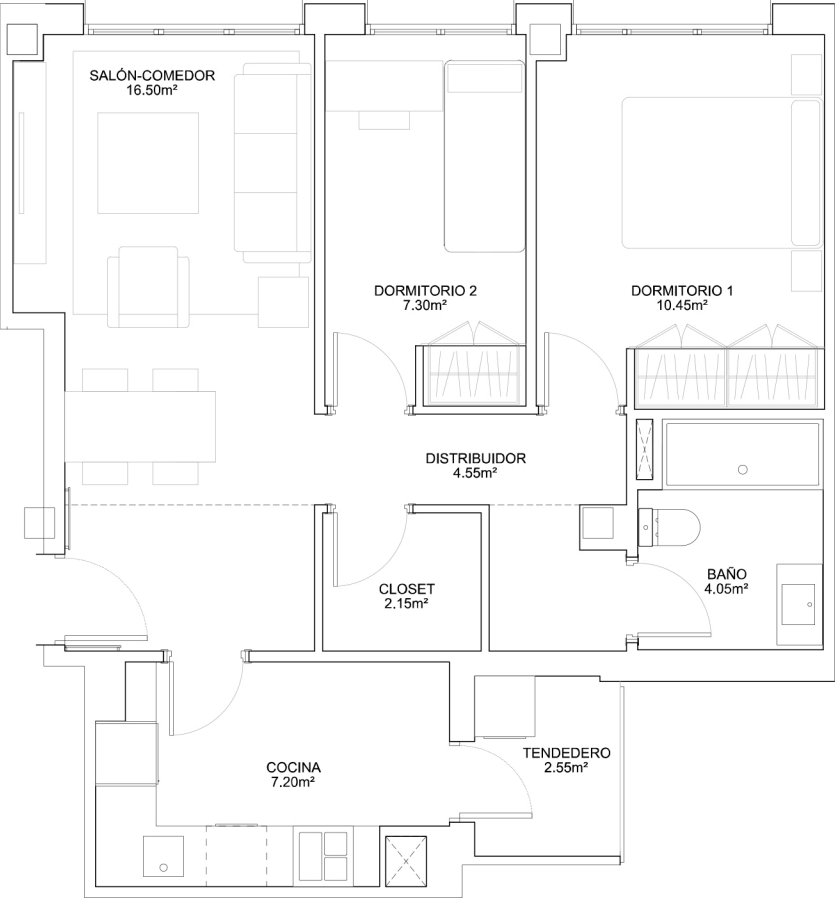 SALÓN-COMEDOR
16.50m²
DORMITORIO 2
7.30m²
DORMITORIO 1
10.45m²
DISTRIBUIDOR
4.55m²
CLOSET
2.15m²
BAÑO
4.05m²
COCINA
7.20m²
TENDEDERO
2.55m²